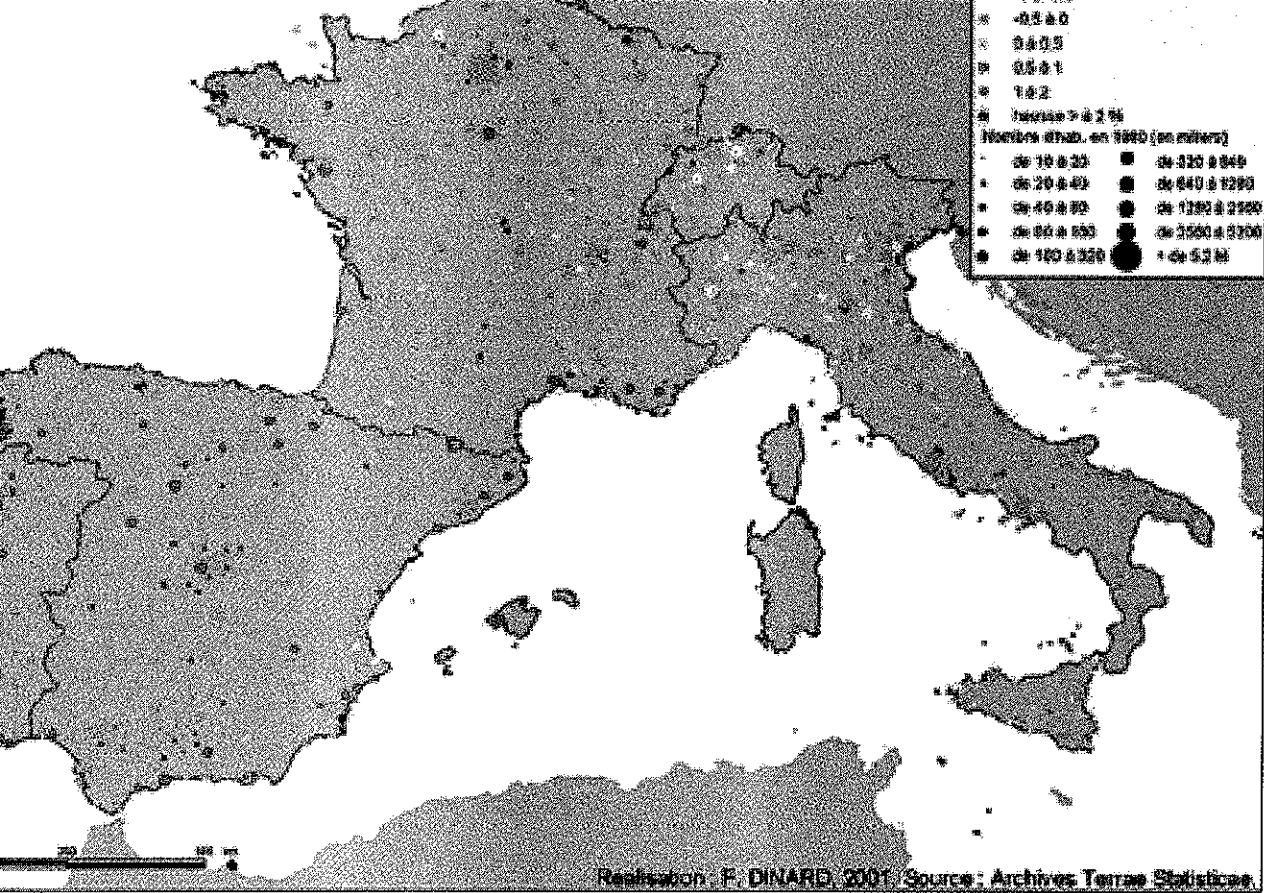 -0,5 à 0
0 à 0,5
0,5 à 1
1 à 2
hausse > à 2 %
Nombre d'hab. en 1990 (en milliers)
de 10 à 20 de 320 à 640
de 20 à 40 de 640 à 1280
de 40 à 80 de 1280 à 2500
de 80 à 160 de 2500 à 5200
de 160 à 320 + de 5,2 M
Réalisation : F. DINARD, 2001. Source : Archives Terrae Statisticae.